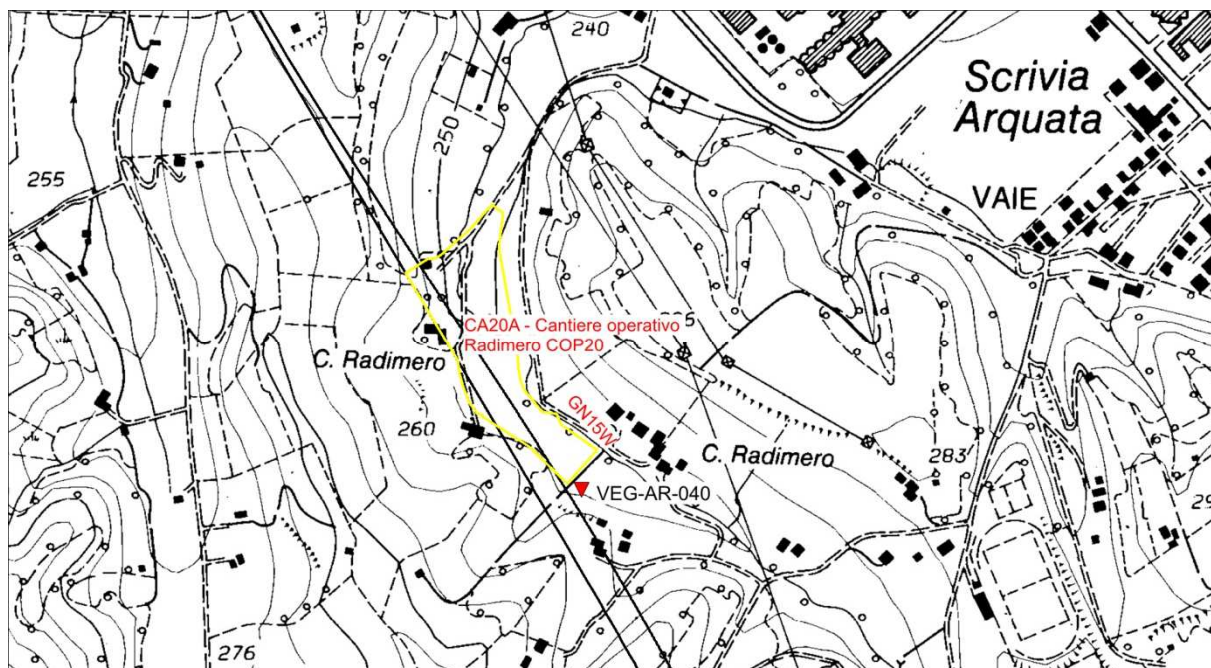 240
Scrivia
Arquata
250
255
VAIE
CA20A - Cantiere operativo
Radimero COP20
C. Radimero
GN15W
260
C. Radimero
283
VEG-AR-040
276